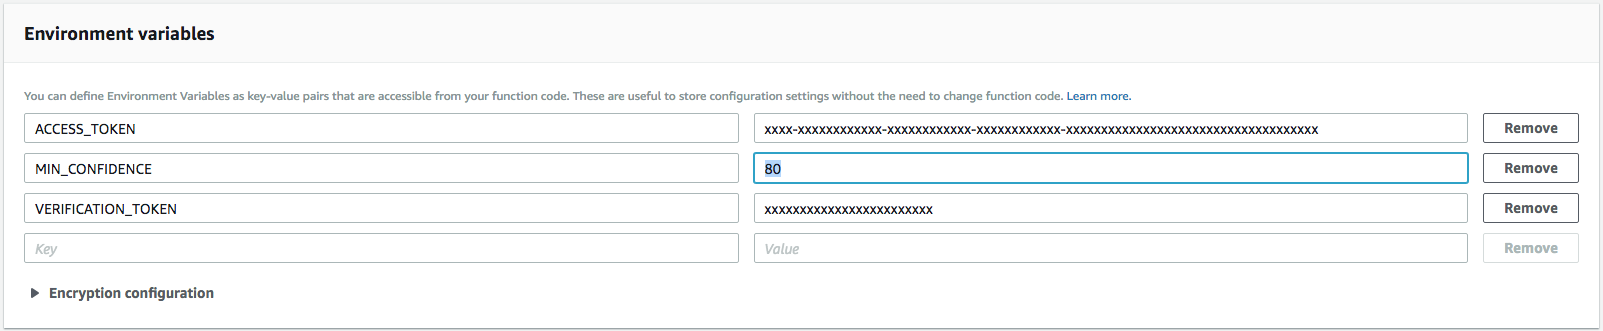 Environment variables
You can define Environment Variables as key-value pairs that are accessible from your function code. These are useful to store configuration settings without the need to change function code. Learn more.
ACCESS_TOKEN xxxx-xxxxxxxxxxxx-xxxxxxxxxxxx-xxxxxxxxxxxx-xxxxxxxxxxxxxxxxxxxxxxxxxxxxxxxxxxxx Remove
MIN_CONFIDENCE 80 Remove
VERIFICATION_TOKEN xxxxxxxxxxxxxxxxxxxxxxxx Remove
Key Value Remove
Encryption configuration